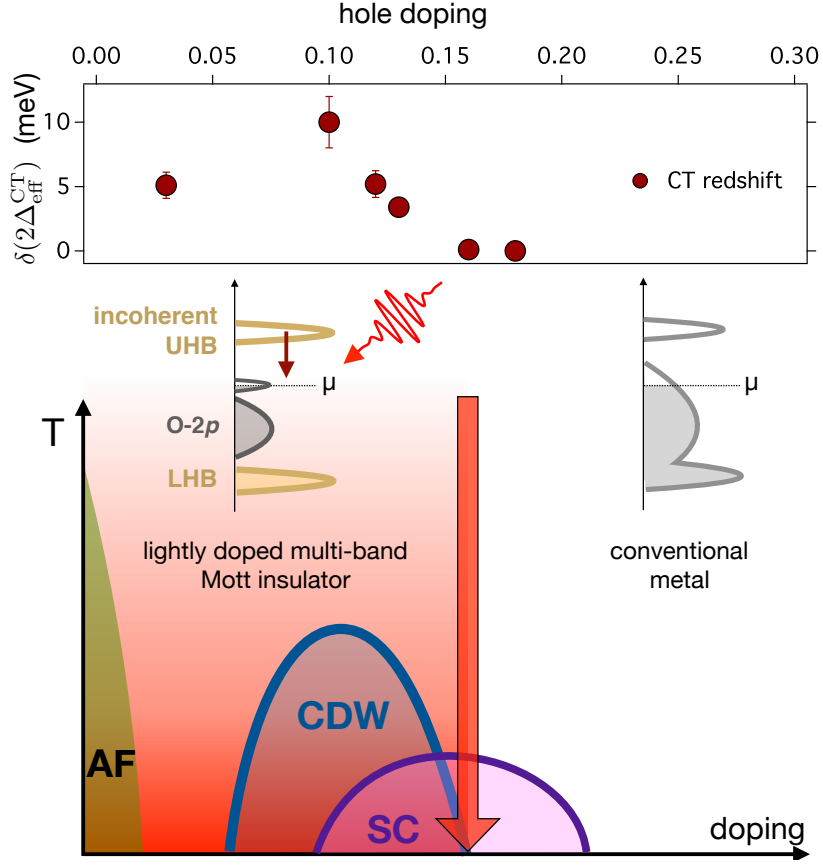 hole doping
0.00 0.05 0.10 0.15 0.20 0.25 0.30
δ(2Δ_eff^CT) (meV)
10
5
0
CT redshift
incoherent
UHB
μ
μ
O-2p
LHB
T
lightly doped multi-band
Mott insulator
conventional
metal
CDW
AF
SC
doping